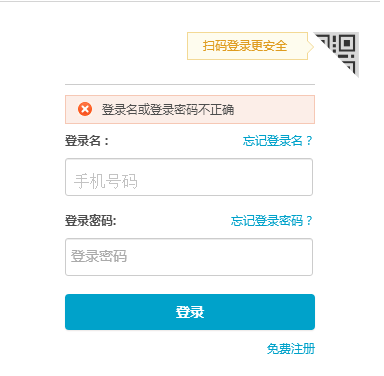 扫码登录更安全
登录名或登录密码不正确
登录名： 忘记登录名？
手机号码
登录密码: 忘记登录密码？
登录密码
登录
免费注册